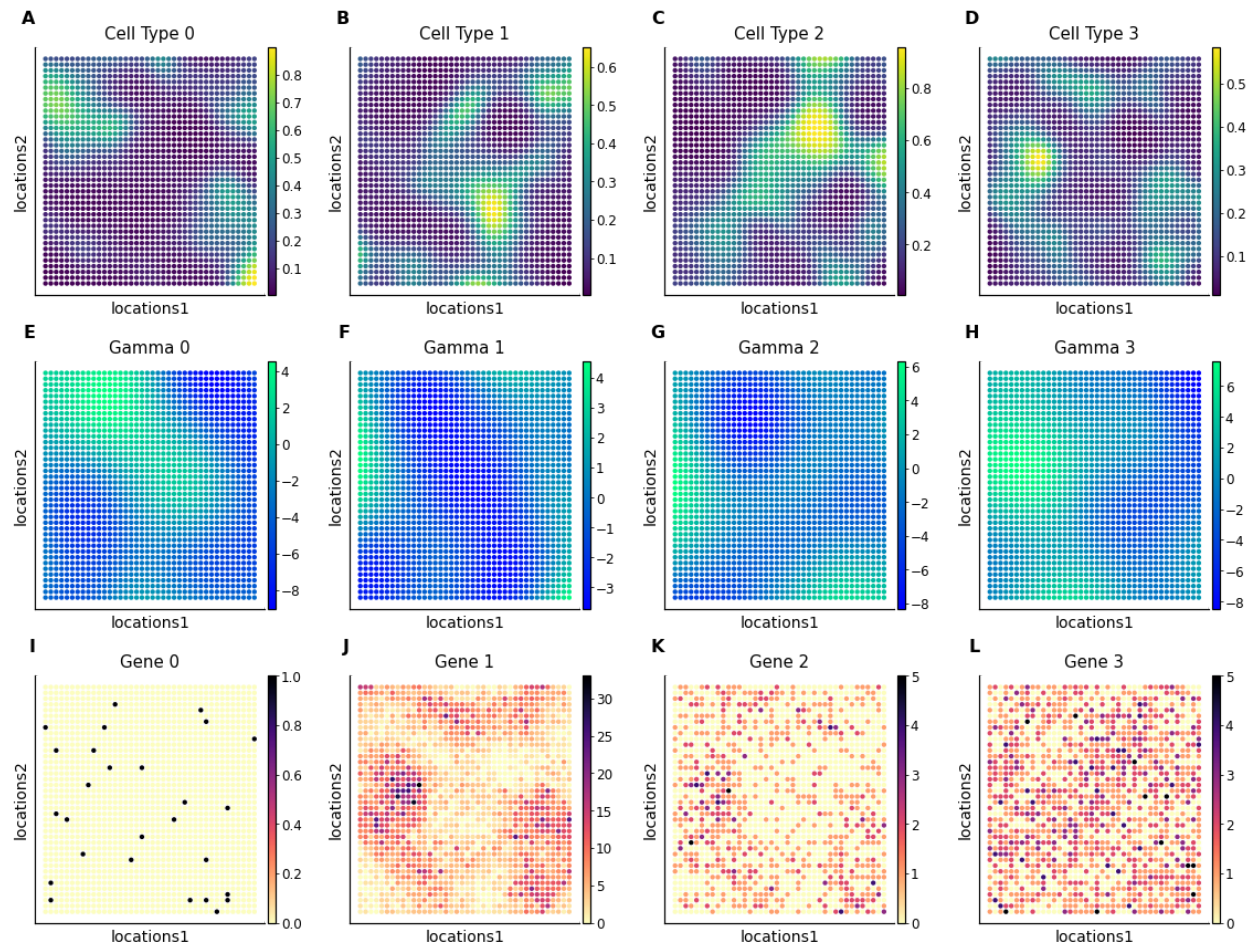 A B C D
Cell Type 0 Cell Type 1 Cell Type 2 Cell Type 3
0.8 0.7 0.6 0.5 0.4 0.3 0.2 0.1
0.6 0.5 0.4 0.3 0.2 0.1
0.8 0.6 0.4 0.2
0.5 0.4 0.3 0.2 0.1
locations2 locations2 locations2 locations2
locations1 locations1 locations1 locations1
E F G H
Gamma 0 Gamma 1 Gamma 2 Gamma 3
4 2 0 −2 −4 −6 −8
4 3 2 1 0 −1 −2 −3
6 4 2 0 −2 −4 −6 −8
6 4 2 0 −2 −4 −6 −8
locations2 locations2 locations2 locations2
locations1 locations1 locations1 locations1
I J K L
Gene 0 Gene 1 Gene 2 Gene 3
1.0 0.8 0.6 0.4 0.2 0.0
30 25 20 15 10 5 0
5 4 3 2 1 0
5 4 3 2 1 0
locations2 locations2 locations2 locations2
locations1 locations1 locations1 locations1